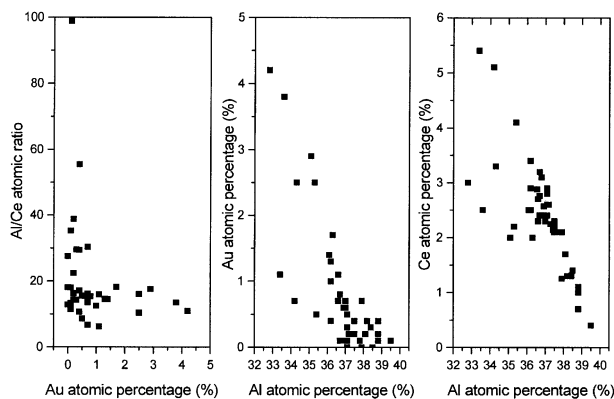 100
80
60
40
20
0
Al/Ce atomic ratio
0 1 2 3 4 5
Au atomic percentage (%)
5
4
3
2
1
0
Au atomic percentage (%)
32 33 34 35 36 37 38 39 40
Al atomic percentage (%)
6
5
4
3
2
1
0
Ce atomic percentage (%)
32 33 34 35 36 37 38 39 40
Al atomic percentage (%)